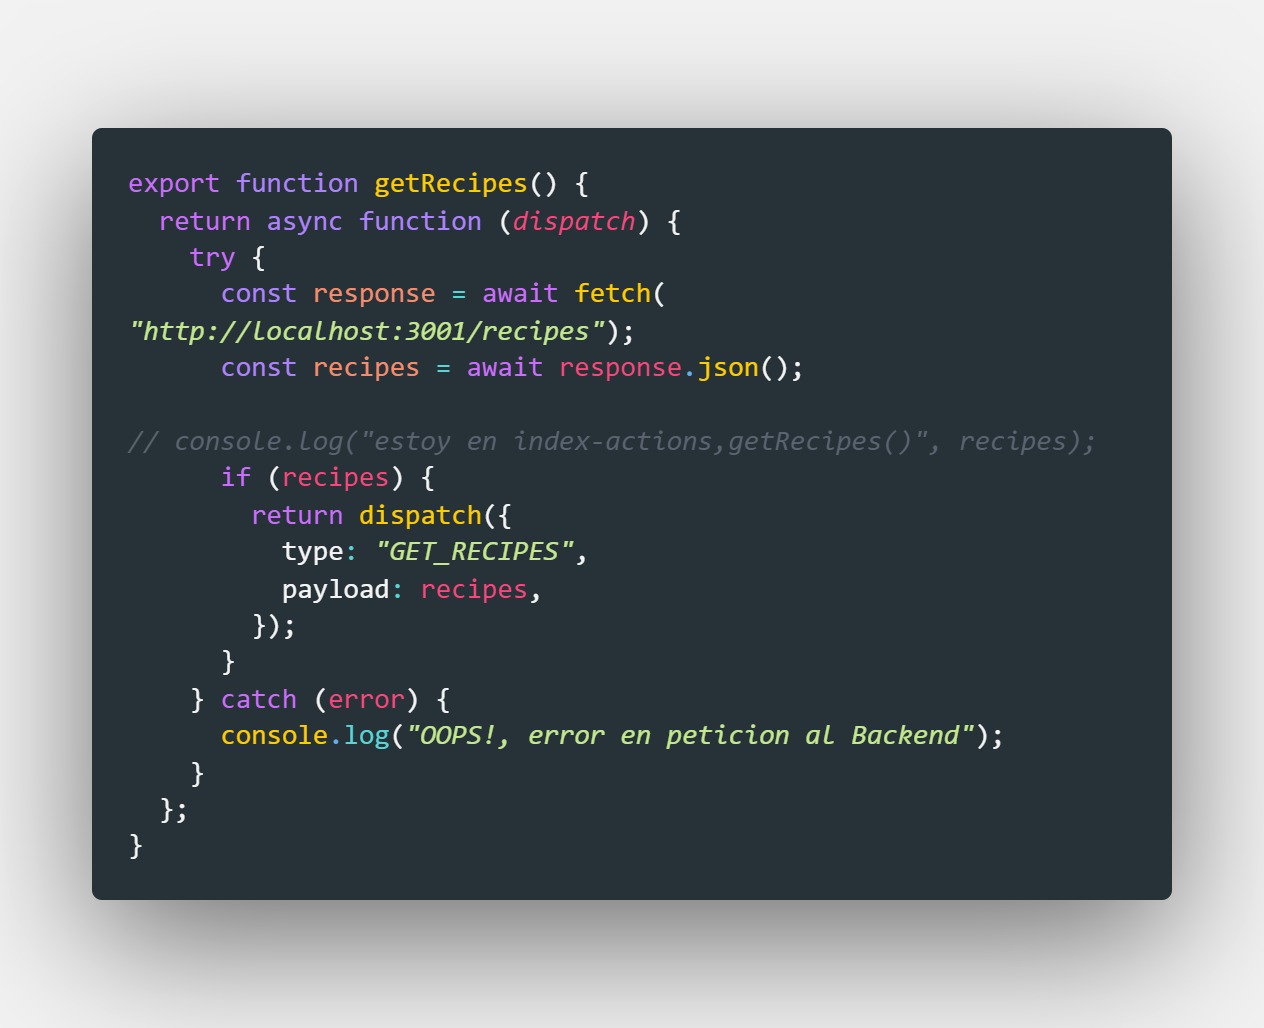 export function getRecipes() {
  return async function (dispatch) {
    try {
      const response = await fetch(
"http://localhost:3001/recipes");
      const recipes = await response.json();

// console.log("estoy en index-actions,getRecipes()", recipes);
      if (recipes) {
        return dispatch({
          type: "GET_RECIPES",
          payload: recipes,
        });
      }
    } catch (error) {
      console.log("OOPS!, error en peticion al Backend");
    }
  };
}